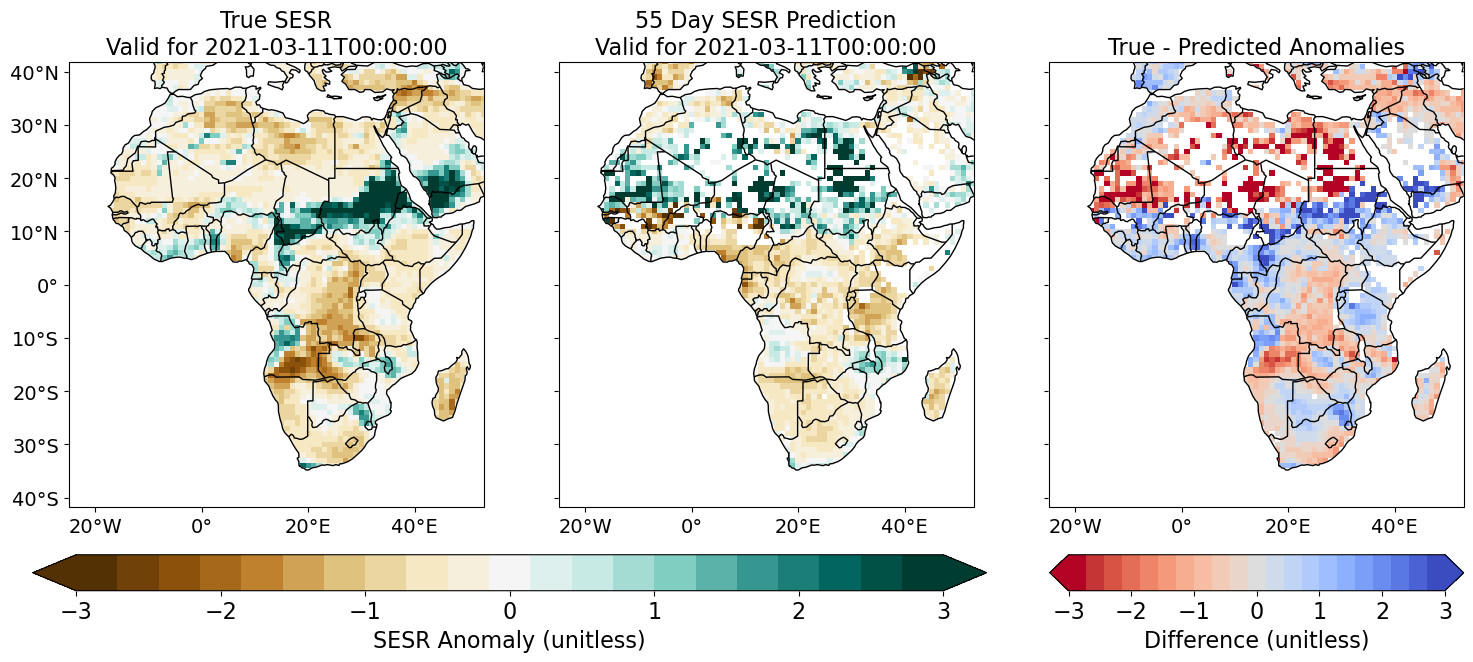 True SESR
Valid for 2021-03-11T00:00:00
55 Day SESR Prediction
Valid for 2021-03-11T00:00:00
True - Predicted Anomalies
40°N
30°N
20°N
10°N
0°
10°S
20°S
30°S
40°S
20°W 0° 20°E 40°E
20°W 0° 20°E 40°E
20°W 0° 20°E 40°E
−3 −2 −1 0 1 2 3
SESR Anomaly (unitless)
−3 −2 −1 0 1 2 3
Difference (unitless)